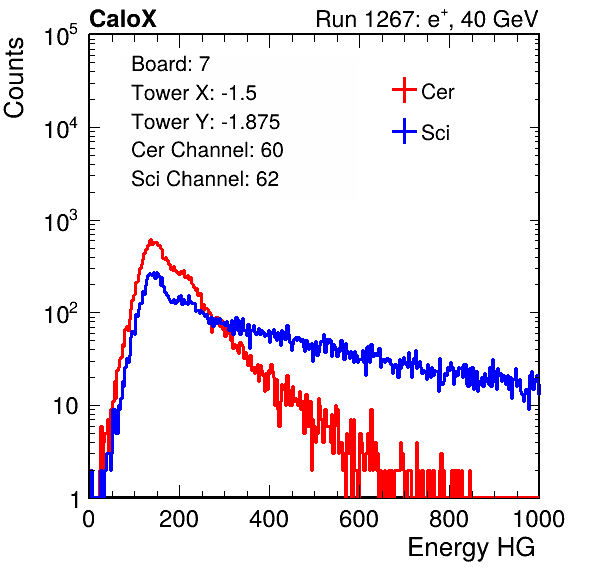 CaloX Run 1267: e⁺, 40 GeV
Counts
10⁵
10⁴
10³
10²
10
1
Board: 7
Tower X: -1.5
Tower Y: -1.875
Cer Channel: 60
Sci Channel: 62
Cer
Sci
0 200 400 600 800 1000
Energy HG